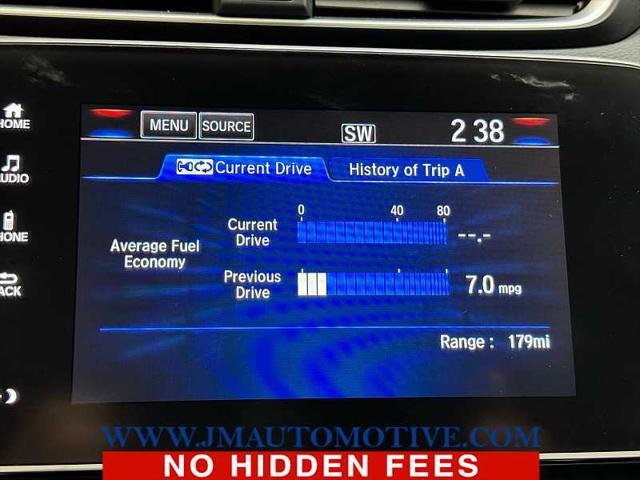 MENU SOURCE SW 2 38
HOME
Current Drive History of Trip A
AUDIO
0 40 80
Current
Drive --.-
PHONE
Average Fuel
Economy
Previous
Drive 7.0 mpg
BACK
Range : 179mi
WWW.JMAUTOMOTIVE.COM
NO HIDDEN FEES